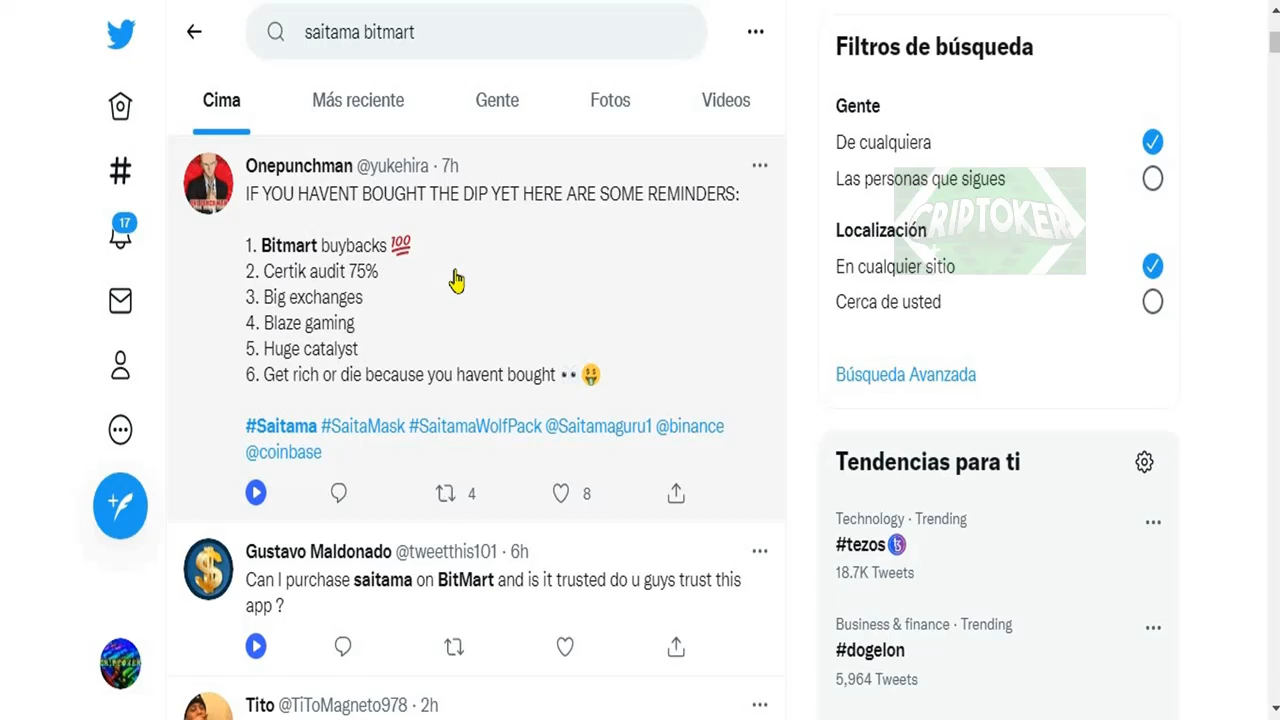 saitama bitmart
Cima
Más reciente
Gente
Fotos
Videos
Onepunchman @yukehira · 7h
IF YOU HAVENT BOUGHT THE DIP YET HERE ARE SOME REMINDERS:
1. Bitmart buybacks 💯
2. Certik audit 75%
3. Big exchanges
4. Blaze gaming
5. Huge catalyst
6. Get rich or die because you havent bought 👀 🤑
#Saitama #SaitaMask #SaitamaWolfPack @Saitamaguru1 @binance
@coinbase
4
8
Gustavo Maldonado @tweetthis101 · 6h
Can I purchase saitama on BitMart and is it trusted do u guys trust this
app ?
Tito @TiToMagneto978 · 2h
17
Filtros de búsqueda
Gente
De cualquiera
Las personas que sigues
Localización
En cualquier sitio
Cerca de usted
Búsqueda Avanzada
CRIPTOKER
Tendencias para ti
Technology · Trending
#tezos
18.7K Tweets
Business & finance · Trending
#dogelon
5,964 Tweets